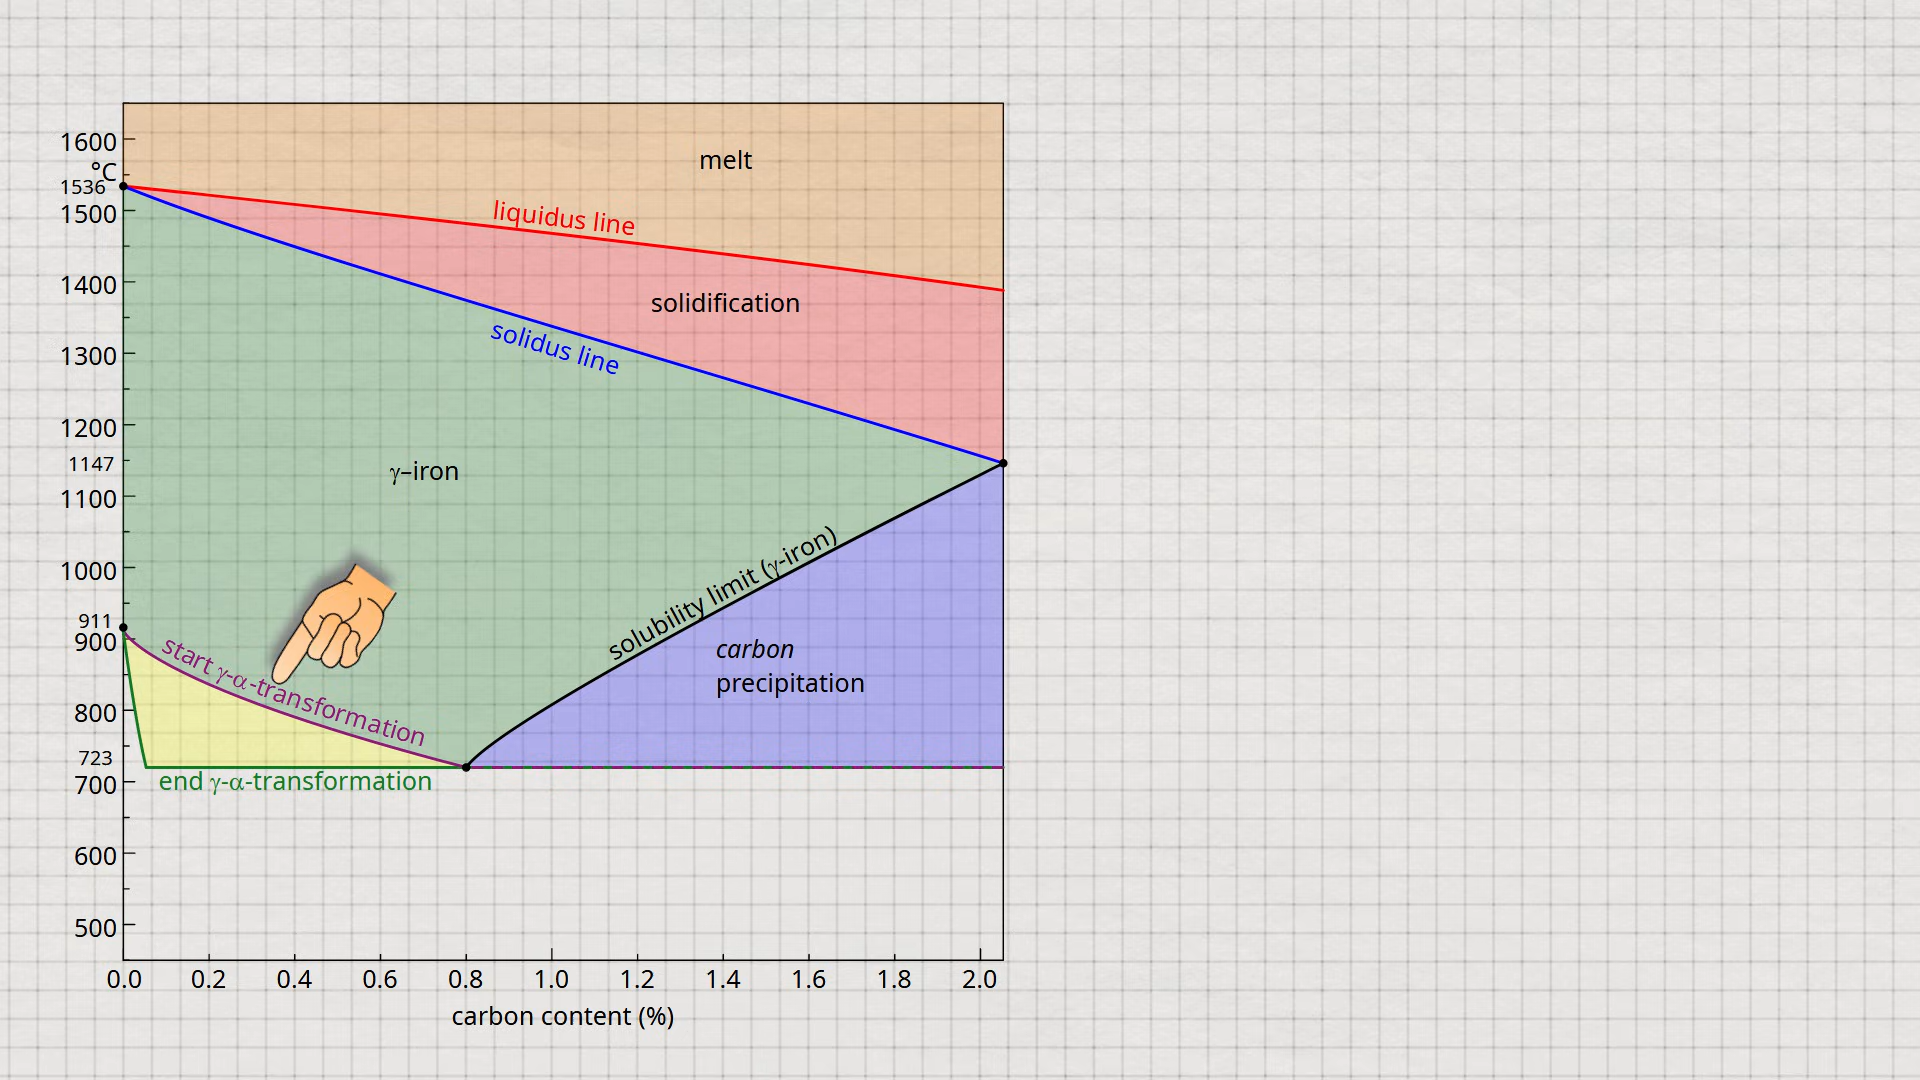 1600
°C
1536
1500
1400
1300
1200
1147
1100
1000
911
900
800
723
700
600
500
melt
liquidus line
solidification
solidus line
γ–iron
solubility limit (γ-iron)
carbon
precipitation
start γ-α-transformation
end γ-α-transformation
0.0 0.2 0.4 0.6 0.8 1.0 1.2 1.4 1.6 1.8 2.0
carbon content (%)